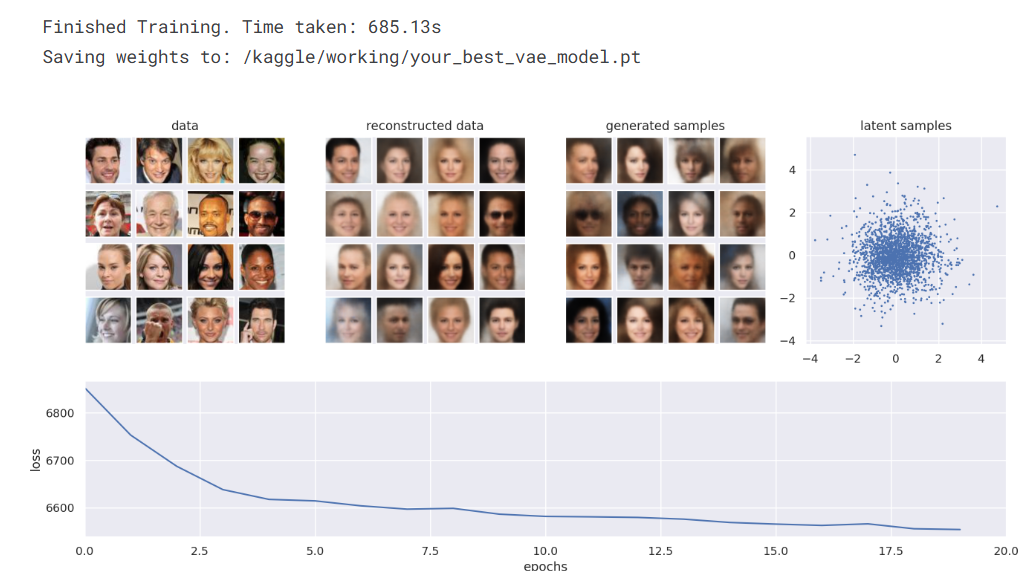 Finished Training. Time taken: 685.13s
Saving weights to: /kaggle/working/your_best_vae_model.pt
data
reconstructed data
generated samples
latent samples
4
2
0
−2
−4
−4 −2 0 2 4
6800
6700
6600
loss
0.0 2.5 5.0 7.5 10.0 12.5 15.0 17.5 20.0
epochs